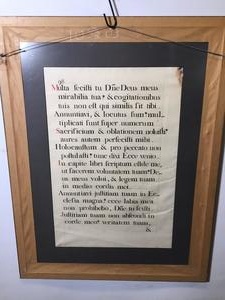 Multa feciſti tu Dñe Deus meus
mirabilia tua: & cogitationibus
tuis non eſt qui ſimilis ſit tibi
Annuntiavi, & locutus ſum: mul-
tiplicati ſunt ſuper numerum
Sacrificium & oblationem noluiſti
aures autem perfeciſti mihi
Holocauſtum & pro peccato non
poſtulaſti: tunc dixi Ecce venio
In capite libri ſcriptum eſt de me,
ut facerem voluntatem tuam: De-
us meus volui, & legem tuam
in medio cordis mei
Annuntiavi juſtitiam tuam in Ec-
cleſia magna: ecce labia mea
non prohibebo, Dñe tu ſciſti
Juſtitiam tuam non abſcondi in
corde meo: veritatem tuam,
&